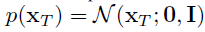 p(x_T) = 𝒩(x_T; 0, I)